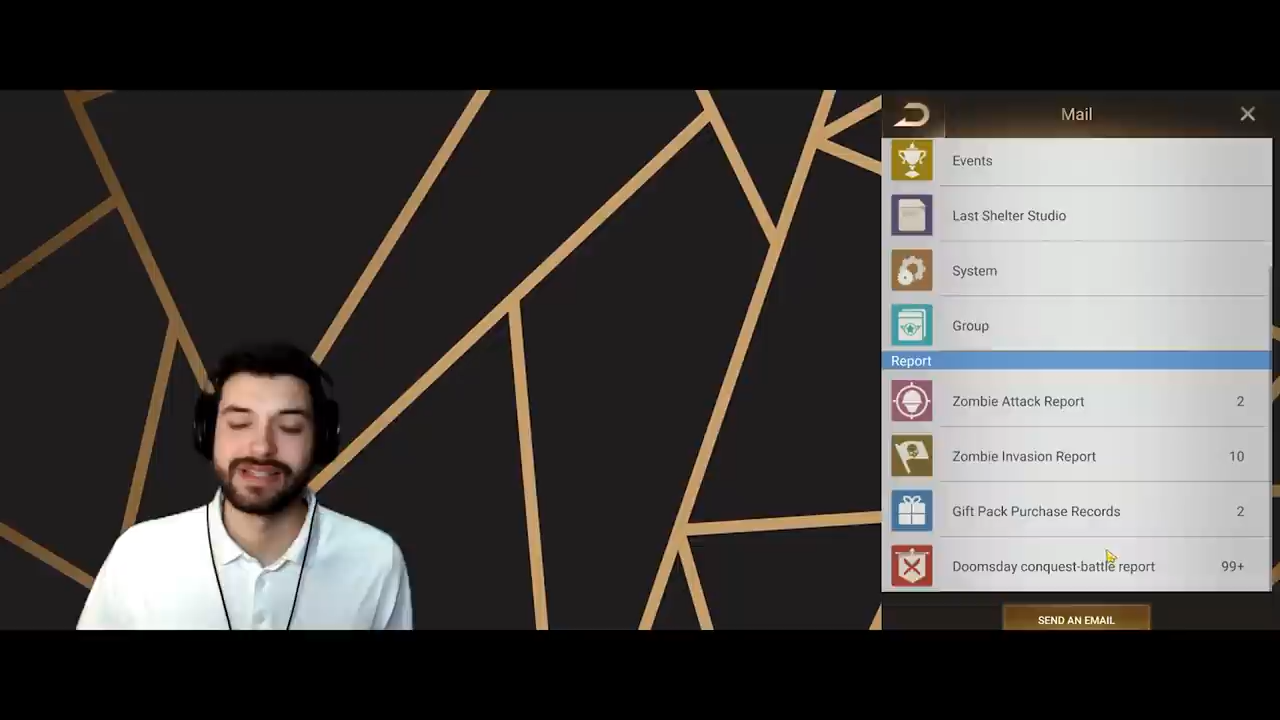 Mail
Events
Last Shelter Studio
System
Group
Report
Zombie Attack Report 2
Zombie Invasion Report 10
Gift Pack Purchase Records 2
Doomsday conquest-battle report 99+
SEND AN EMAIL